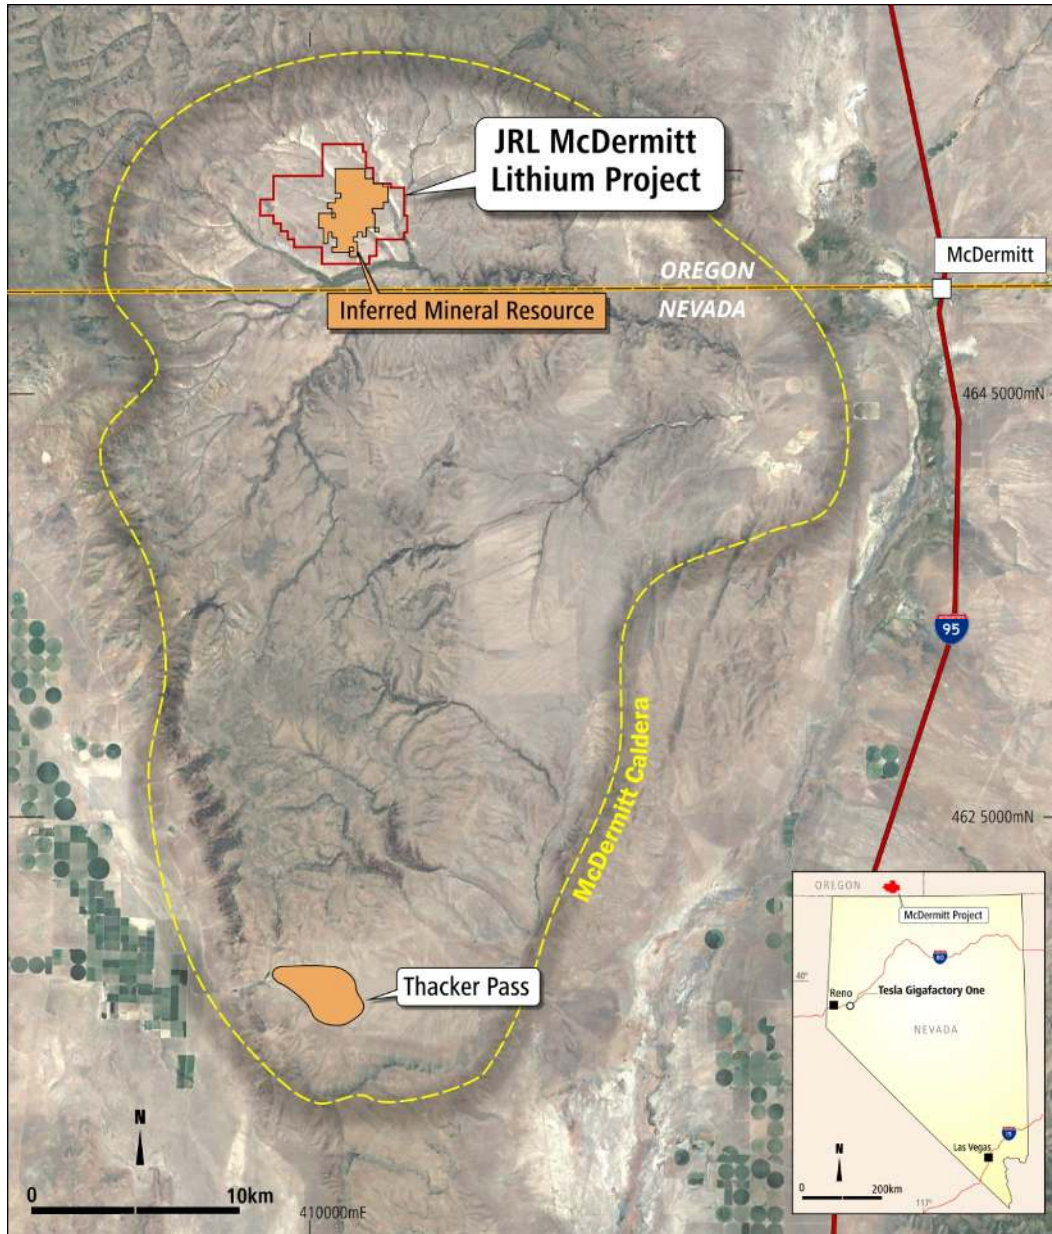 JRL McDermitt
Lithium Project
McDermitt
OREGON
NEVADA
Inferred Mineral Resource
464 5000mN
95
McDermitt Caldera
462 5000mN
Thacker Pass
N
0 10km
410000mE
OREGON
McDermitt Project
80
40°
Reno
Tesla Gigafactory One
NEVADA
Las Vegas
15
N
0 200km
117°